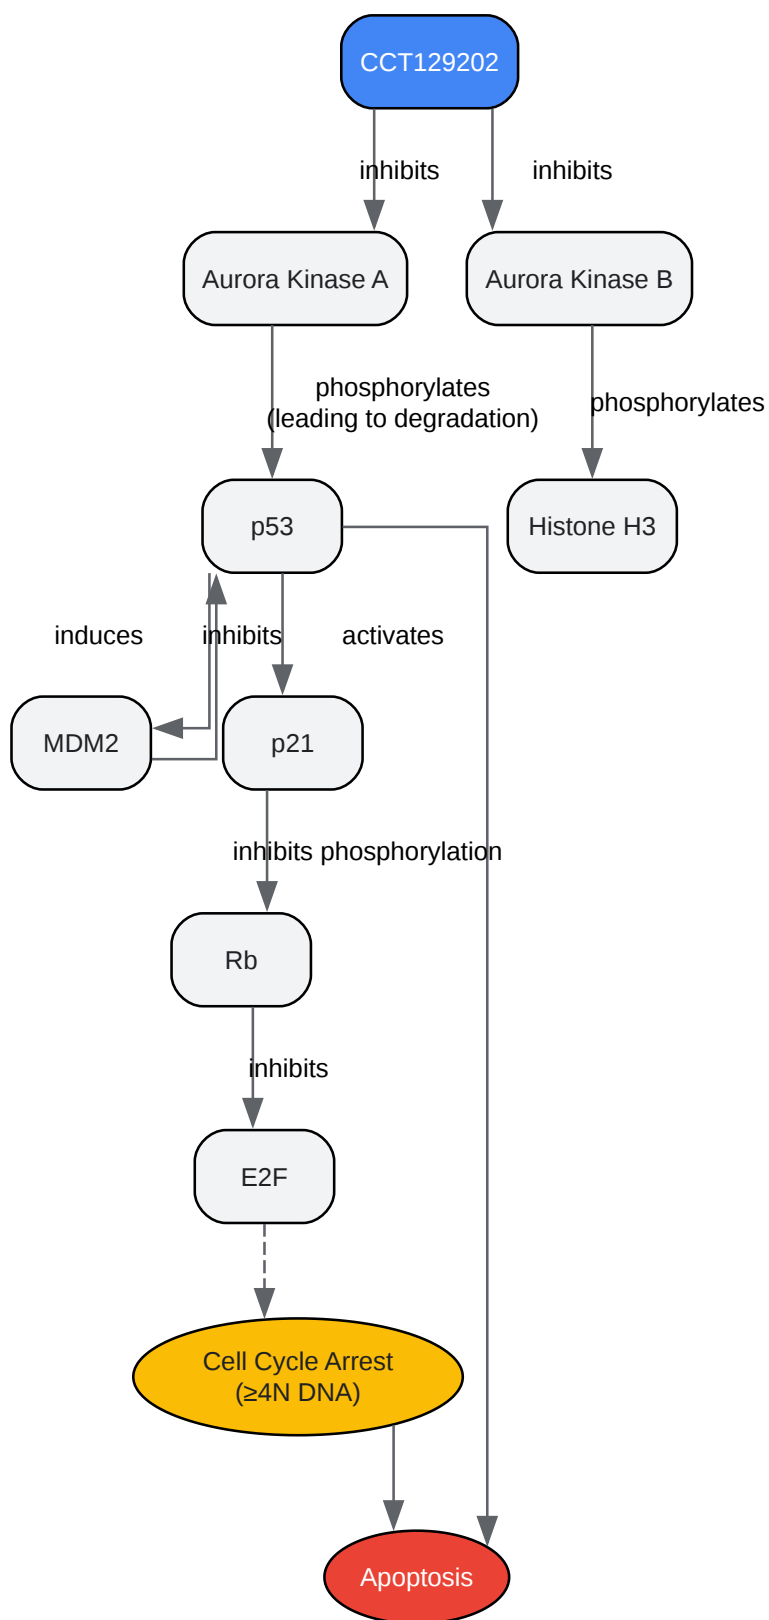 CCT129202
inhibits
inhibits
Aurora Kinase A
Aurora Kinase B
phosphorylates
(leading to degradation)
phosphorylates
p53
Histone H3
induces
inhibits
activates
MDM2
p21
inhibits phosphorylation
Rb
inhibits
E2F
Cell Cycle Arrest
(≥4N DNA)
Apoptosis